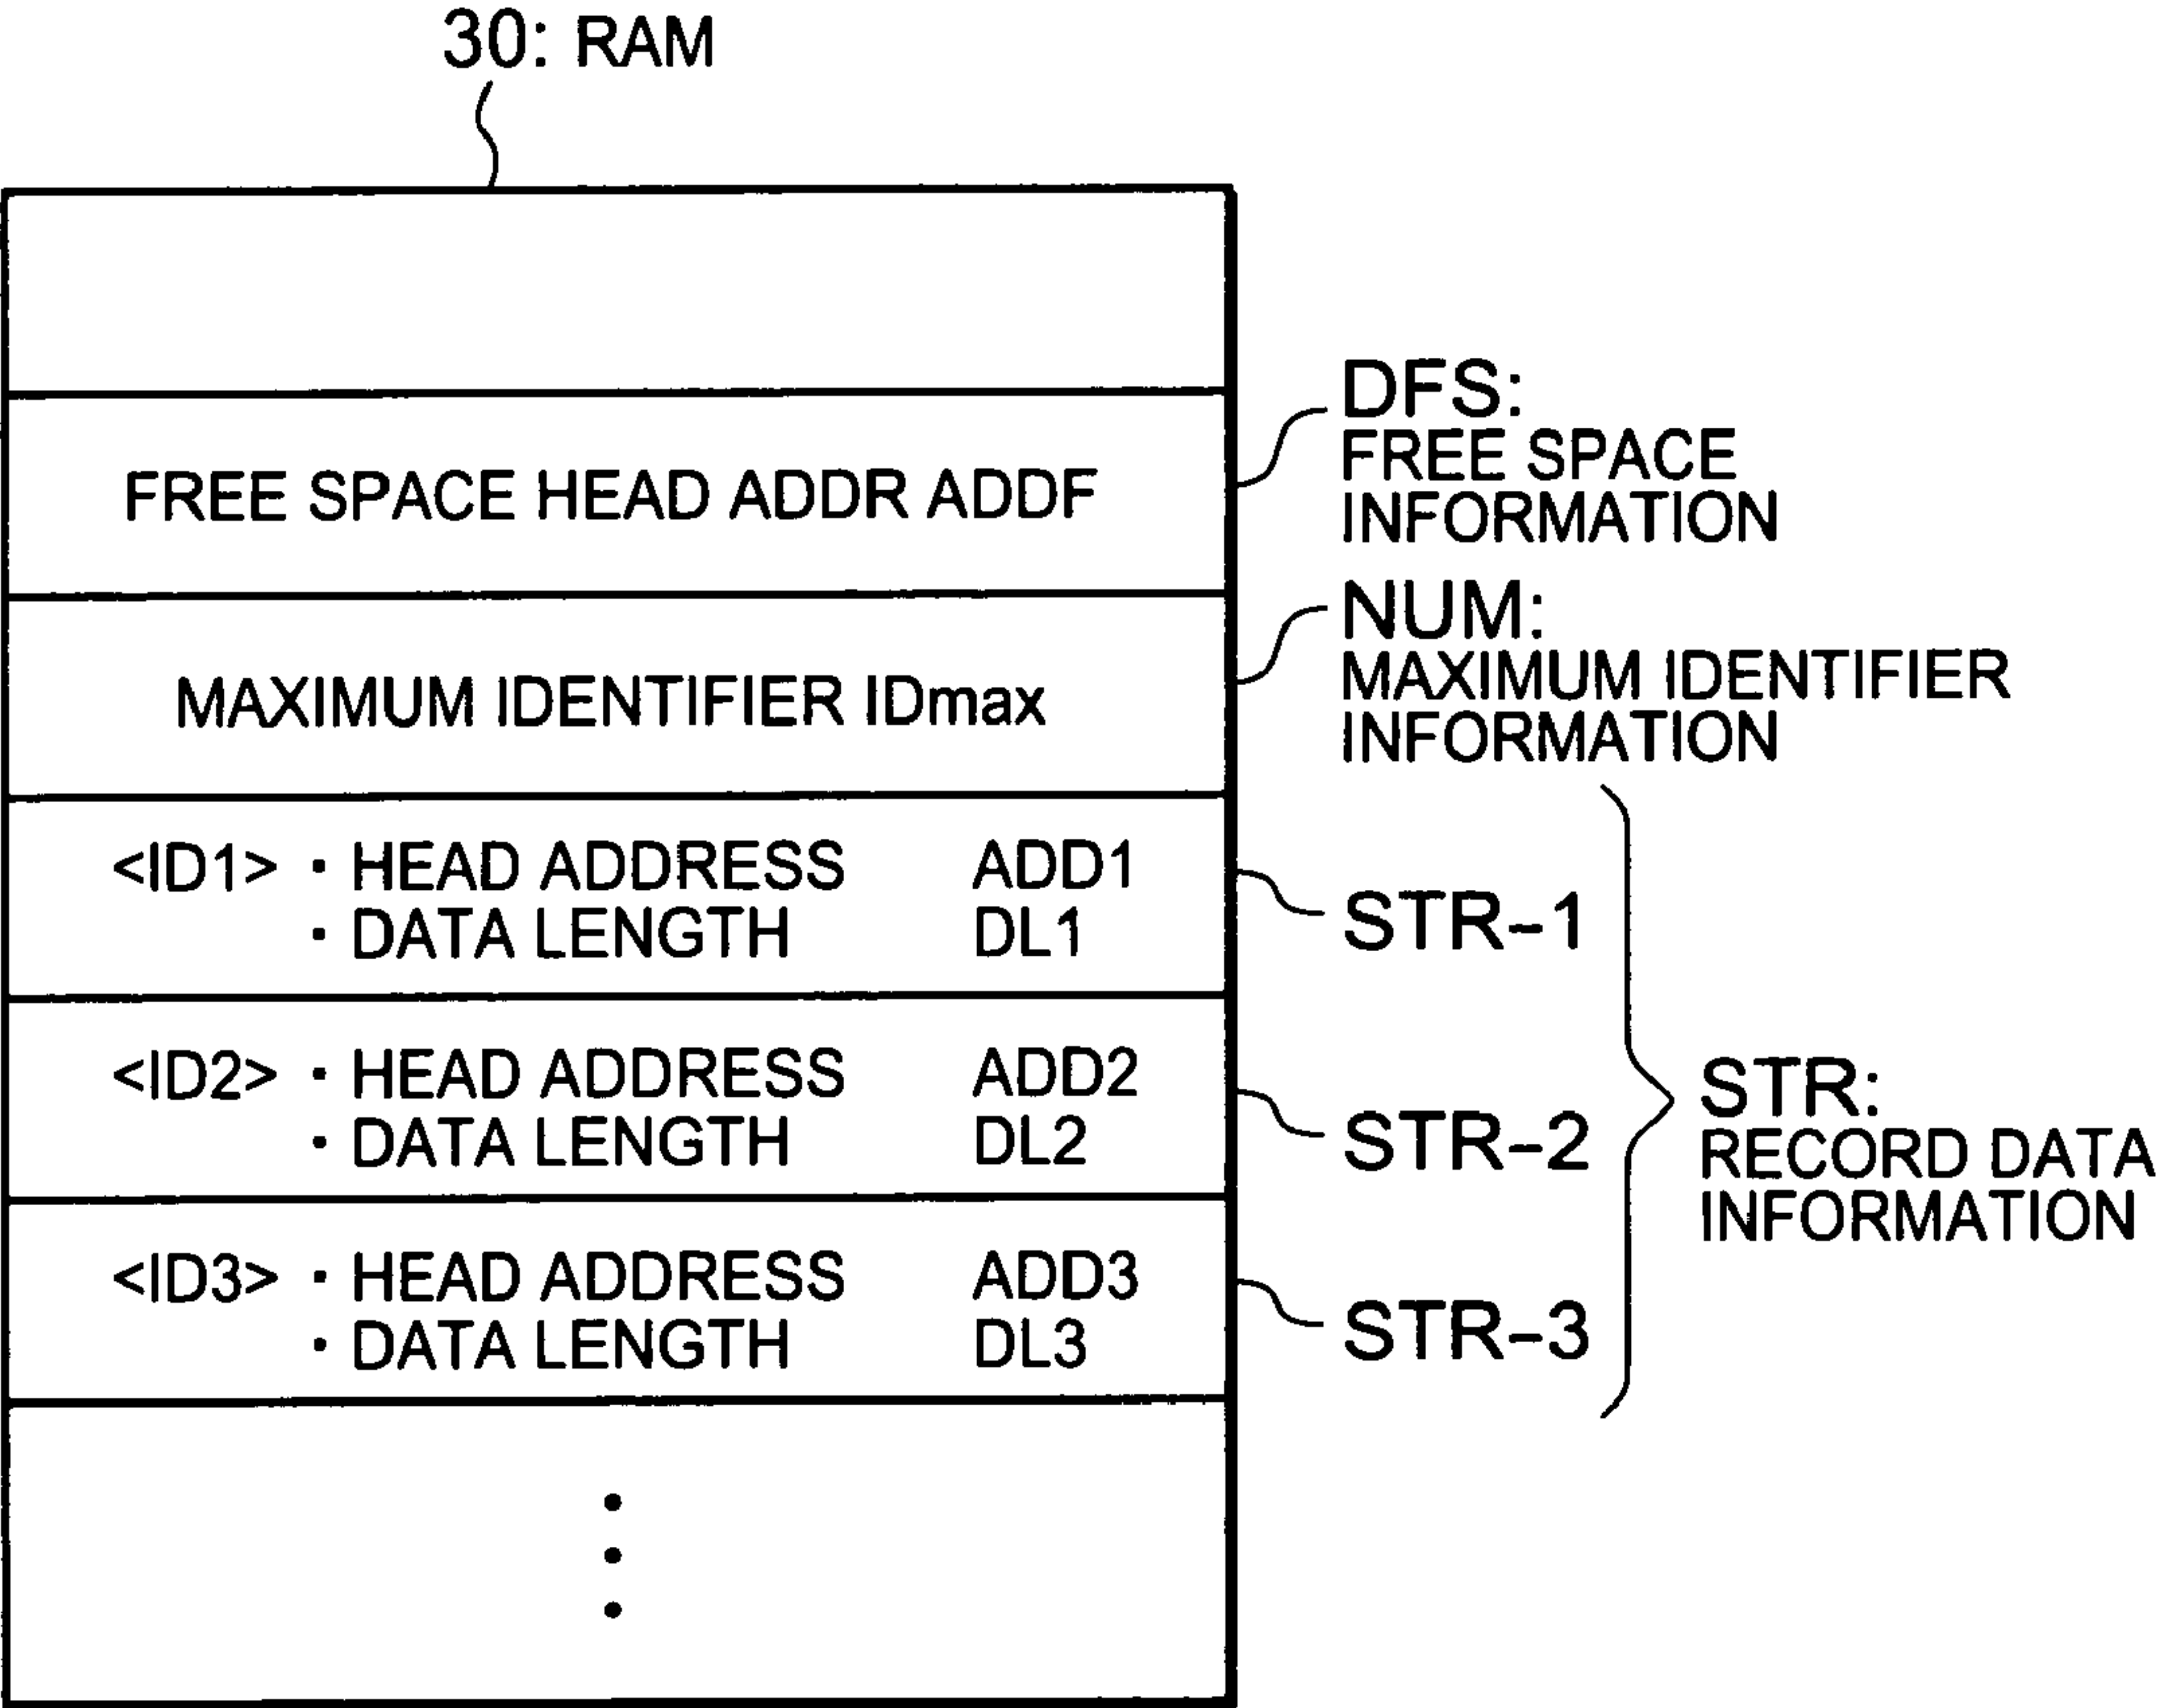 30: RAM
FREE SPACE HEAD ADDR ADDF
DFS:
FREE SPACE
INFORMATION
MAXIMUM IDENTIFIER IDmax
NUM:
MAXIMUM IDENTIFIER
INFORMATION
<ID1> · HEAD ADDRESS ADD1
· DATA LENGTH DL1
STR-1
<ID2> · HEAD ADDRESS ADD2
· DATA LENGTH DL2
STR-2
<ID3> · HEAD ADDRESS ADD3
· DATA LENGTH DL3
STR-3
STR:
RECORD DATA
INFORMATION